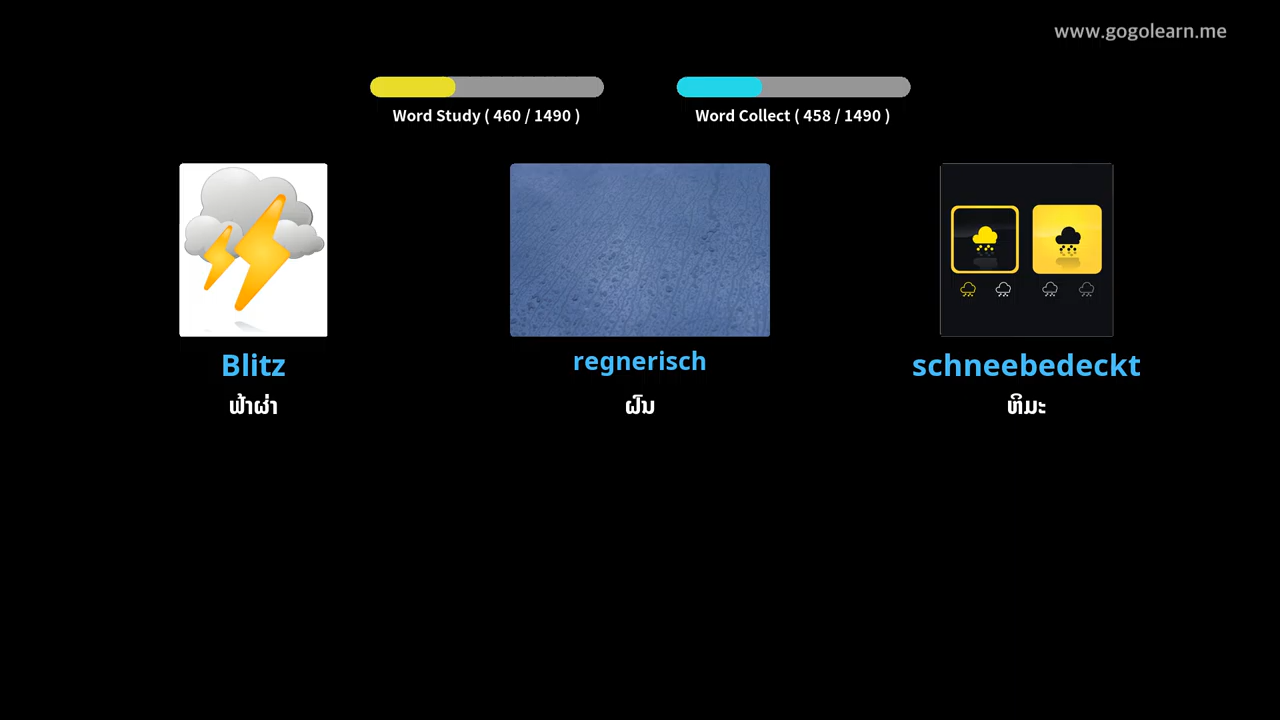 www.gogolearn.me
Word Study ( 460 / 1490 )
Word Collect ( 458 / 1490 )
Blitz
regnerisch
schneebedeckt
ຟ້າຜ່າ
ຝົນ
ຫິມະ